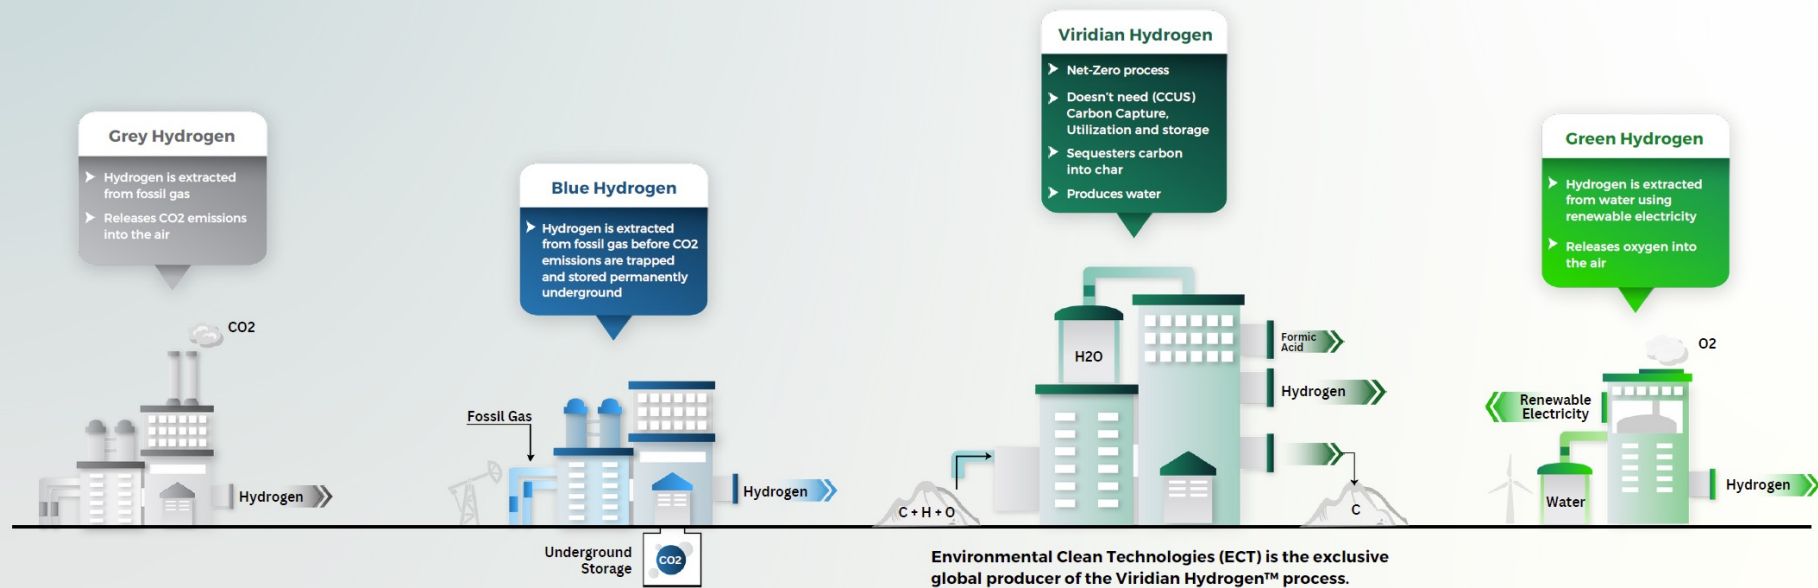 Grey Hydrogen
Hydrogen is extracted
from fossil gas
Releases CO2 emissions
into the air
CO2
Hydrogen
Blue Hydrogen
Hydrogen is extracted
from fossil gas before CO2
emissions are trapped
and stored permanently
underground
Fossil Gas
Hydrogen
Underground
Storage
CO2
Viridian Hydrogen
Net-Zero process
Doesn't need (CCUS)
Carbon Capture,
Utilization and storage
Sequesters carbon
into char
Produces water
H2O
Formic
Acid
Hydrogen
C + H + O
C
Environmental Clean Technologies (ECT) is the exclusive
global producer of the Viridian Hydrogen™ process.
Green Hydrogen
Hydrogen is extracted
from water using
renewable electricity
Releases oxygen into
the air
O2
Renewable
Electricity
Water
Hydrogen